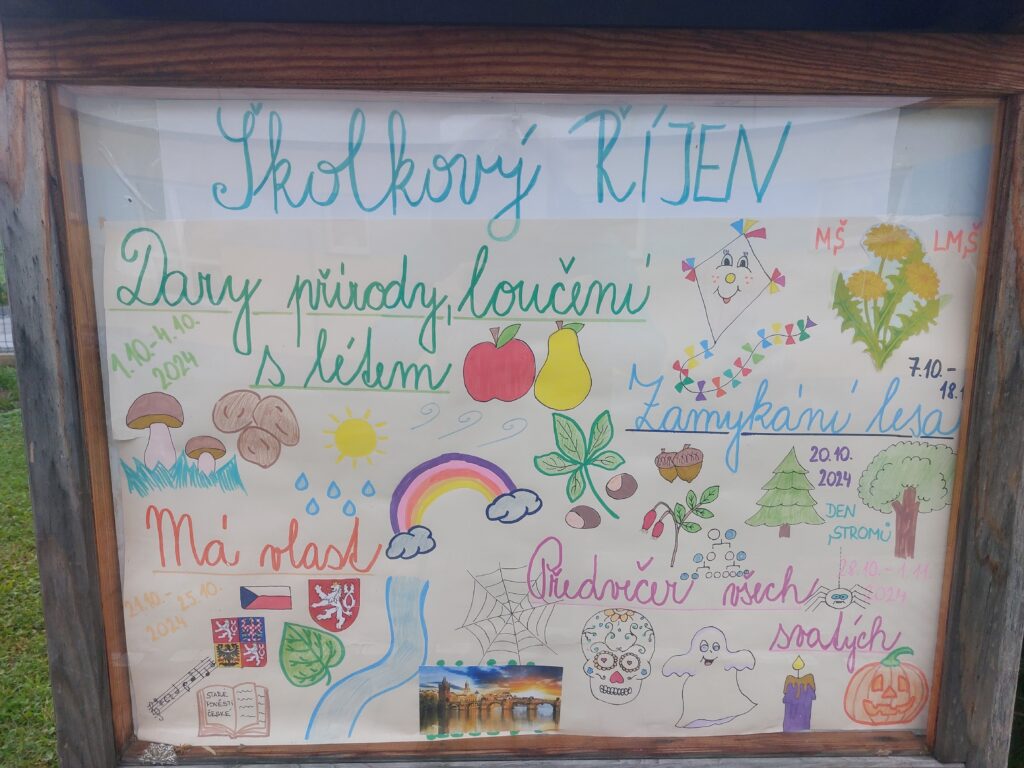 Školkový ŘÍJEN
Dary přírody, loučení
s létem
1.10.-4.10.
2024
MŠ
LMŠ
7.10.-
18.1
Zamykání lesa
20.10.
2024
DEN
STROMŮ
Má vlast
21.10.- 25.10.
2024
STARÉ
POVĚSTI
ČESKÉ
Předvečer všech
svatých
28.10.-1.11.
2024